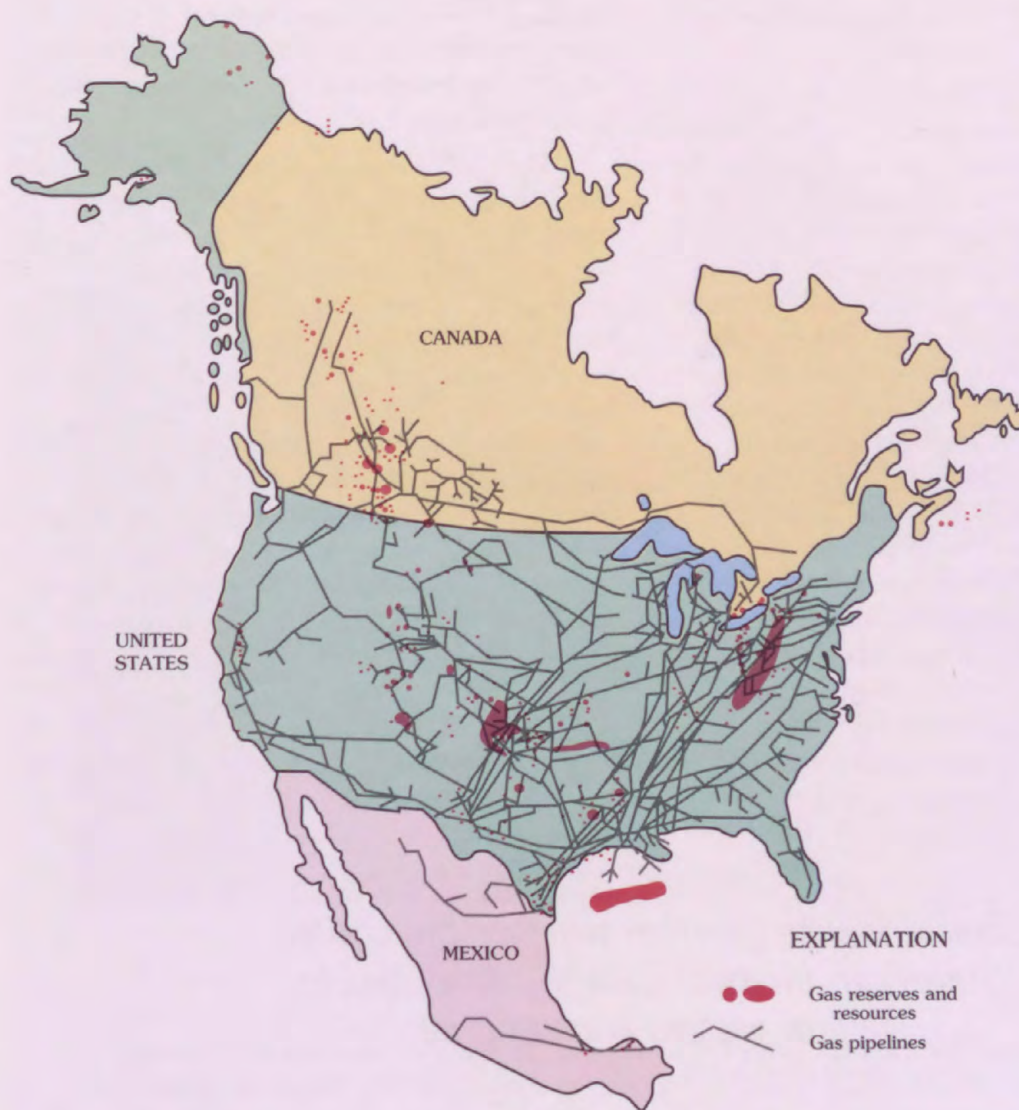 CANADA
UNITED
STATES
MEXICO
EXPLANATION
Gas reserves and
resources
Gas pipelines